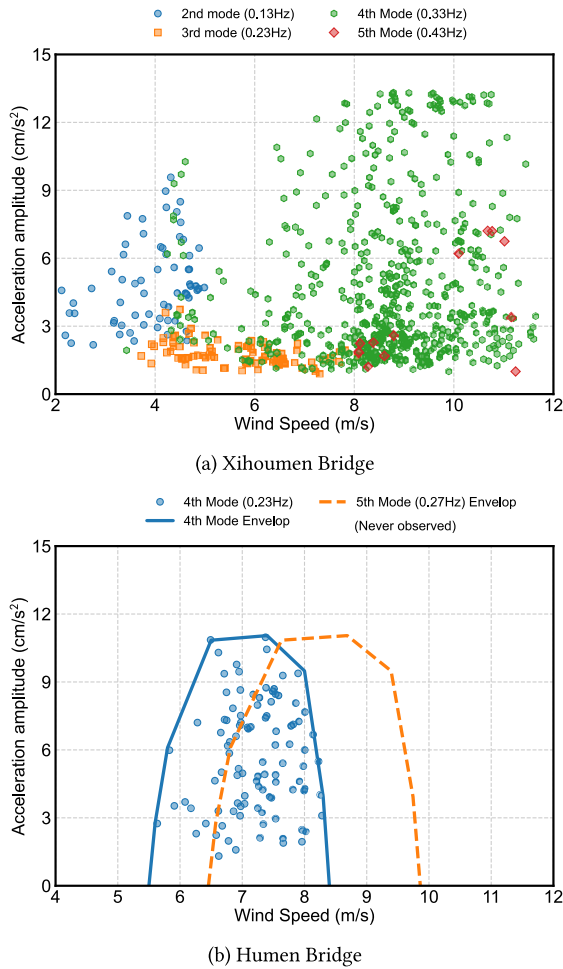 2nd mode (0.13Hz) 4th Mode (0.33Hz)
3rd mode (0.23Hz) 5th Mode (0.43Hz)
15
12
9
6
3
0
Acceleration amplitude (cm/s²)
2 4 6 8 10 12
Wind Speed (m/s)
(a) Xihoumen Bridge
4th Mode (0.23Hz) 5th Mode (0.27Hz) Envelop
4th Mode Envelop (Never observed)
15
12
9
6
3
0
Acceleration amplitude (cm/s²)
4 5 6 7 8 9 10 11 12
Wind Speed (m/s)
(b) Humen Bridge